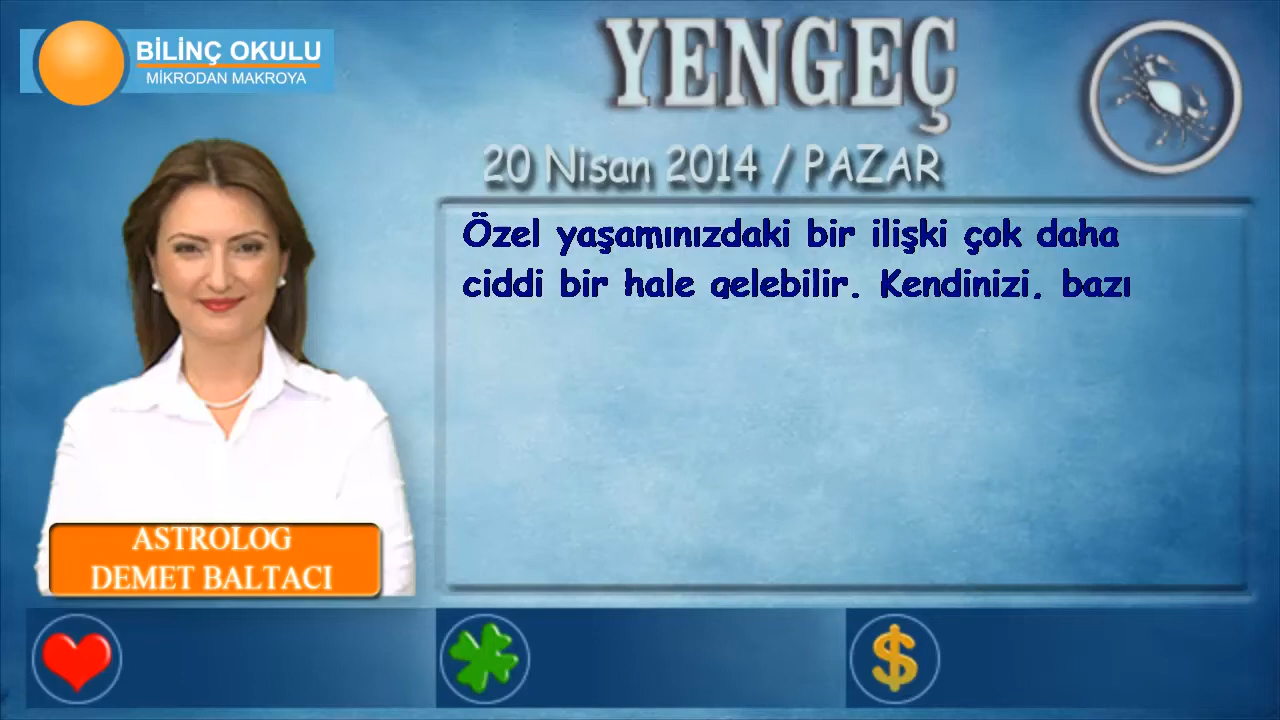 BİLİNÇ OKULU
MİKRODAN MAKROYA
YENGEÇ
20 Nisan 2014 / PAZAR
Özel yaşamınızdaki bir ilişki çok daha
ciddi bir hale gelebilir. Kendinizi, bazı
ASTROLOG
DEMET BALTACI
$